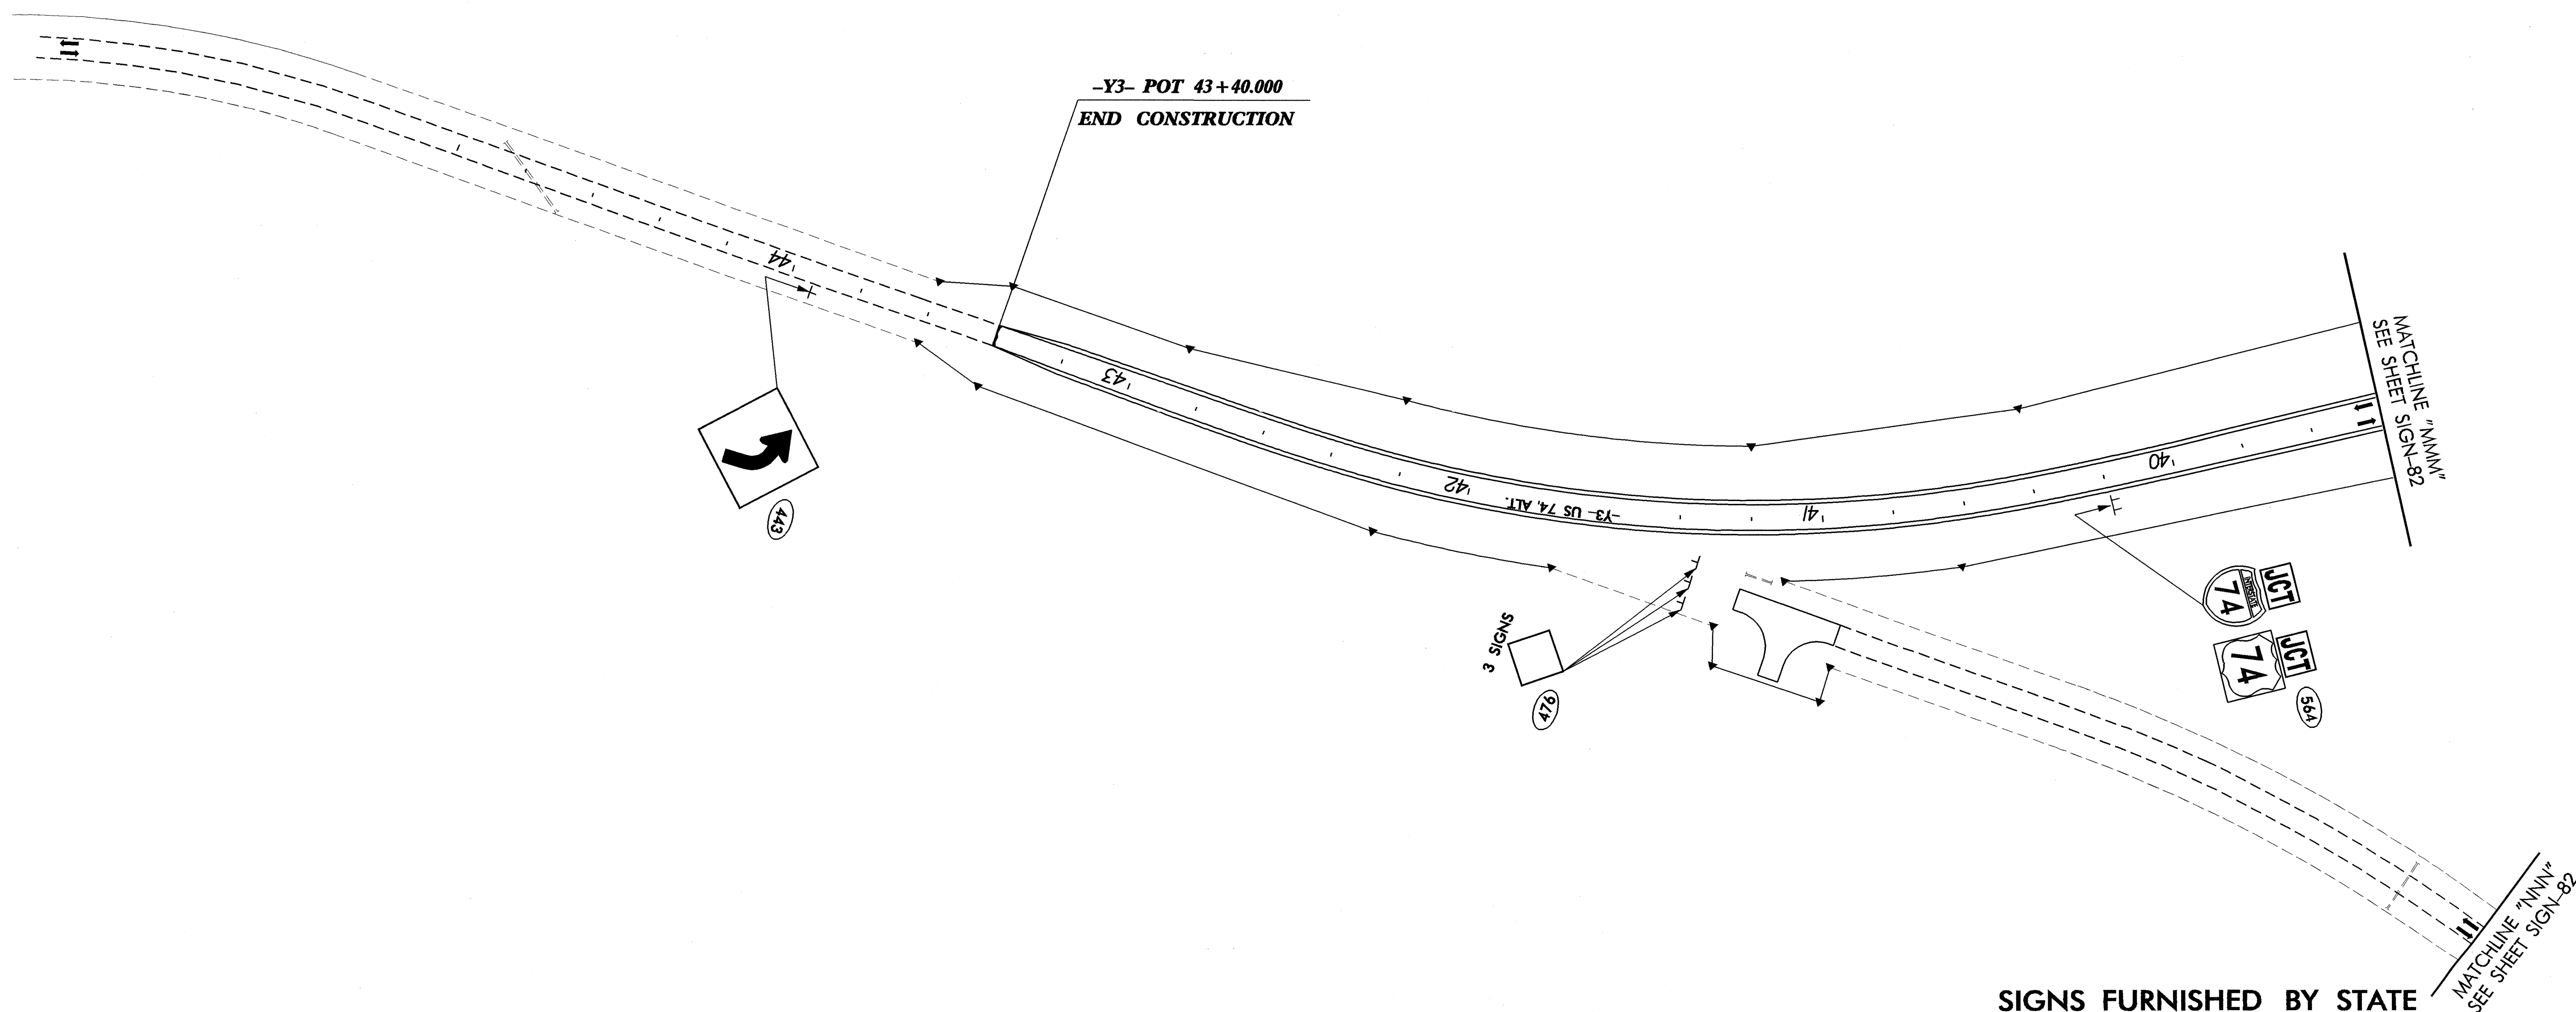 –Y3– POT 43+40.000
END CONSTRUCTION
44
43
42
–Y3– US 74, ALT.
41
40
MATCHLINE "MMM"
SEE SHEET SIGN–82
443
3 SIGNS
476
JCT
INTERSTATE
74
JCT
74
564
MATCHLINE "NNN"
SEE SHEET SIGN–82
SIGNS FURNISHED BY STATE